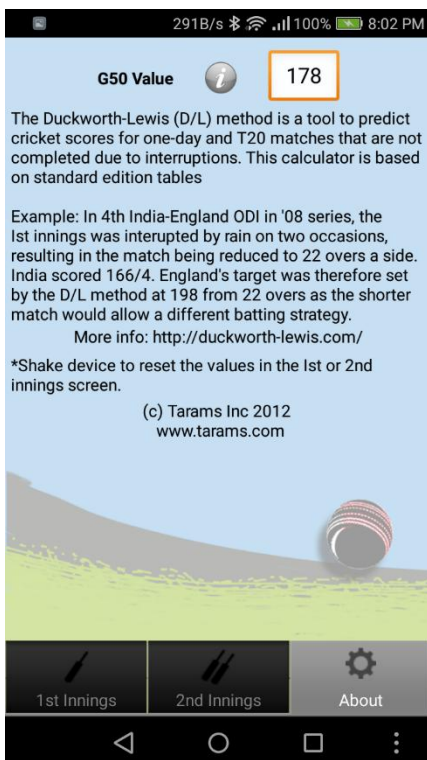 291B/s 100% 8:02 PM
G50 Value i 178
The Duckworth-Lewis (D/L) method is a tool to predict
cricket scores for one-day and T20 matches that are not
completed due to interruptions. This calculator is based
on standard edition tables
Example: In 4th India-England ODI in '08 series, the
Ist innings was interupted by rain on two occasions,
resulting in the match being reduced to 22 overs a side.
India scored 166/4. England's target was therefore set
by the D/L method at 198 from 22 overs as the shorter
match would allow a different batting strategy.
More info: http://duckworth-lewis.com/
*Shake device to reset the values in the Ist or 2nd
innings screen.
(c) Tarams Inc 2012
www.tarams.com
1st Innings 2nd Innings About